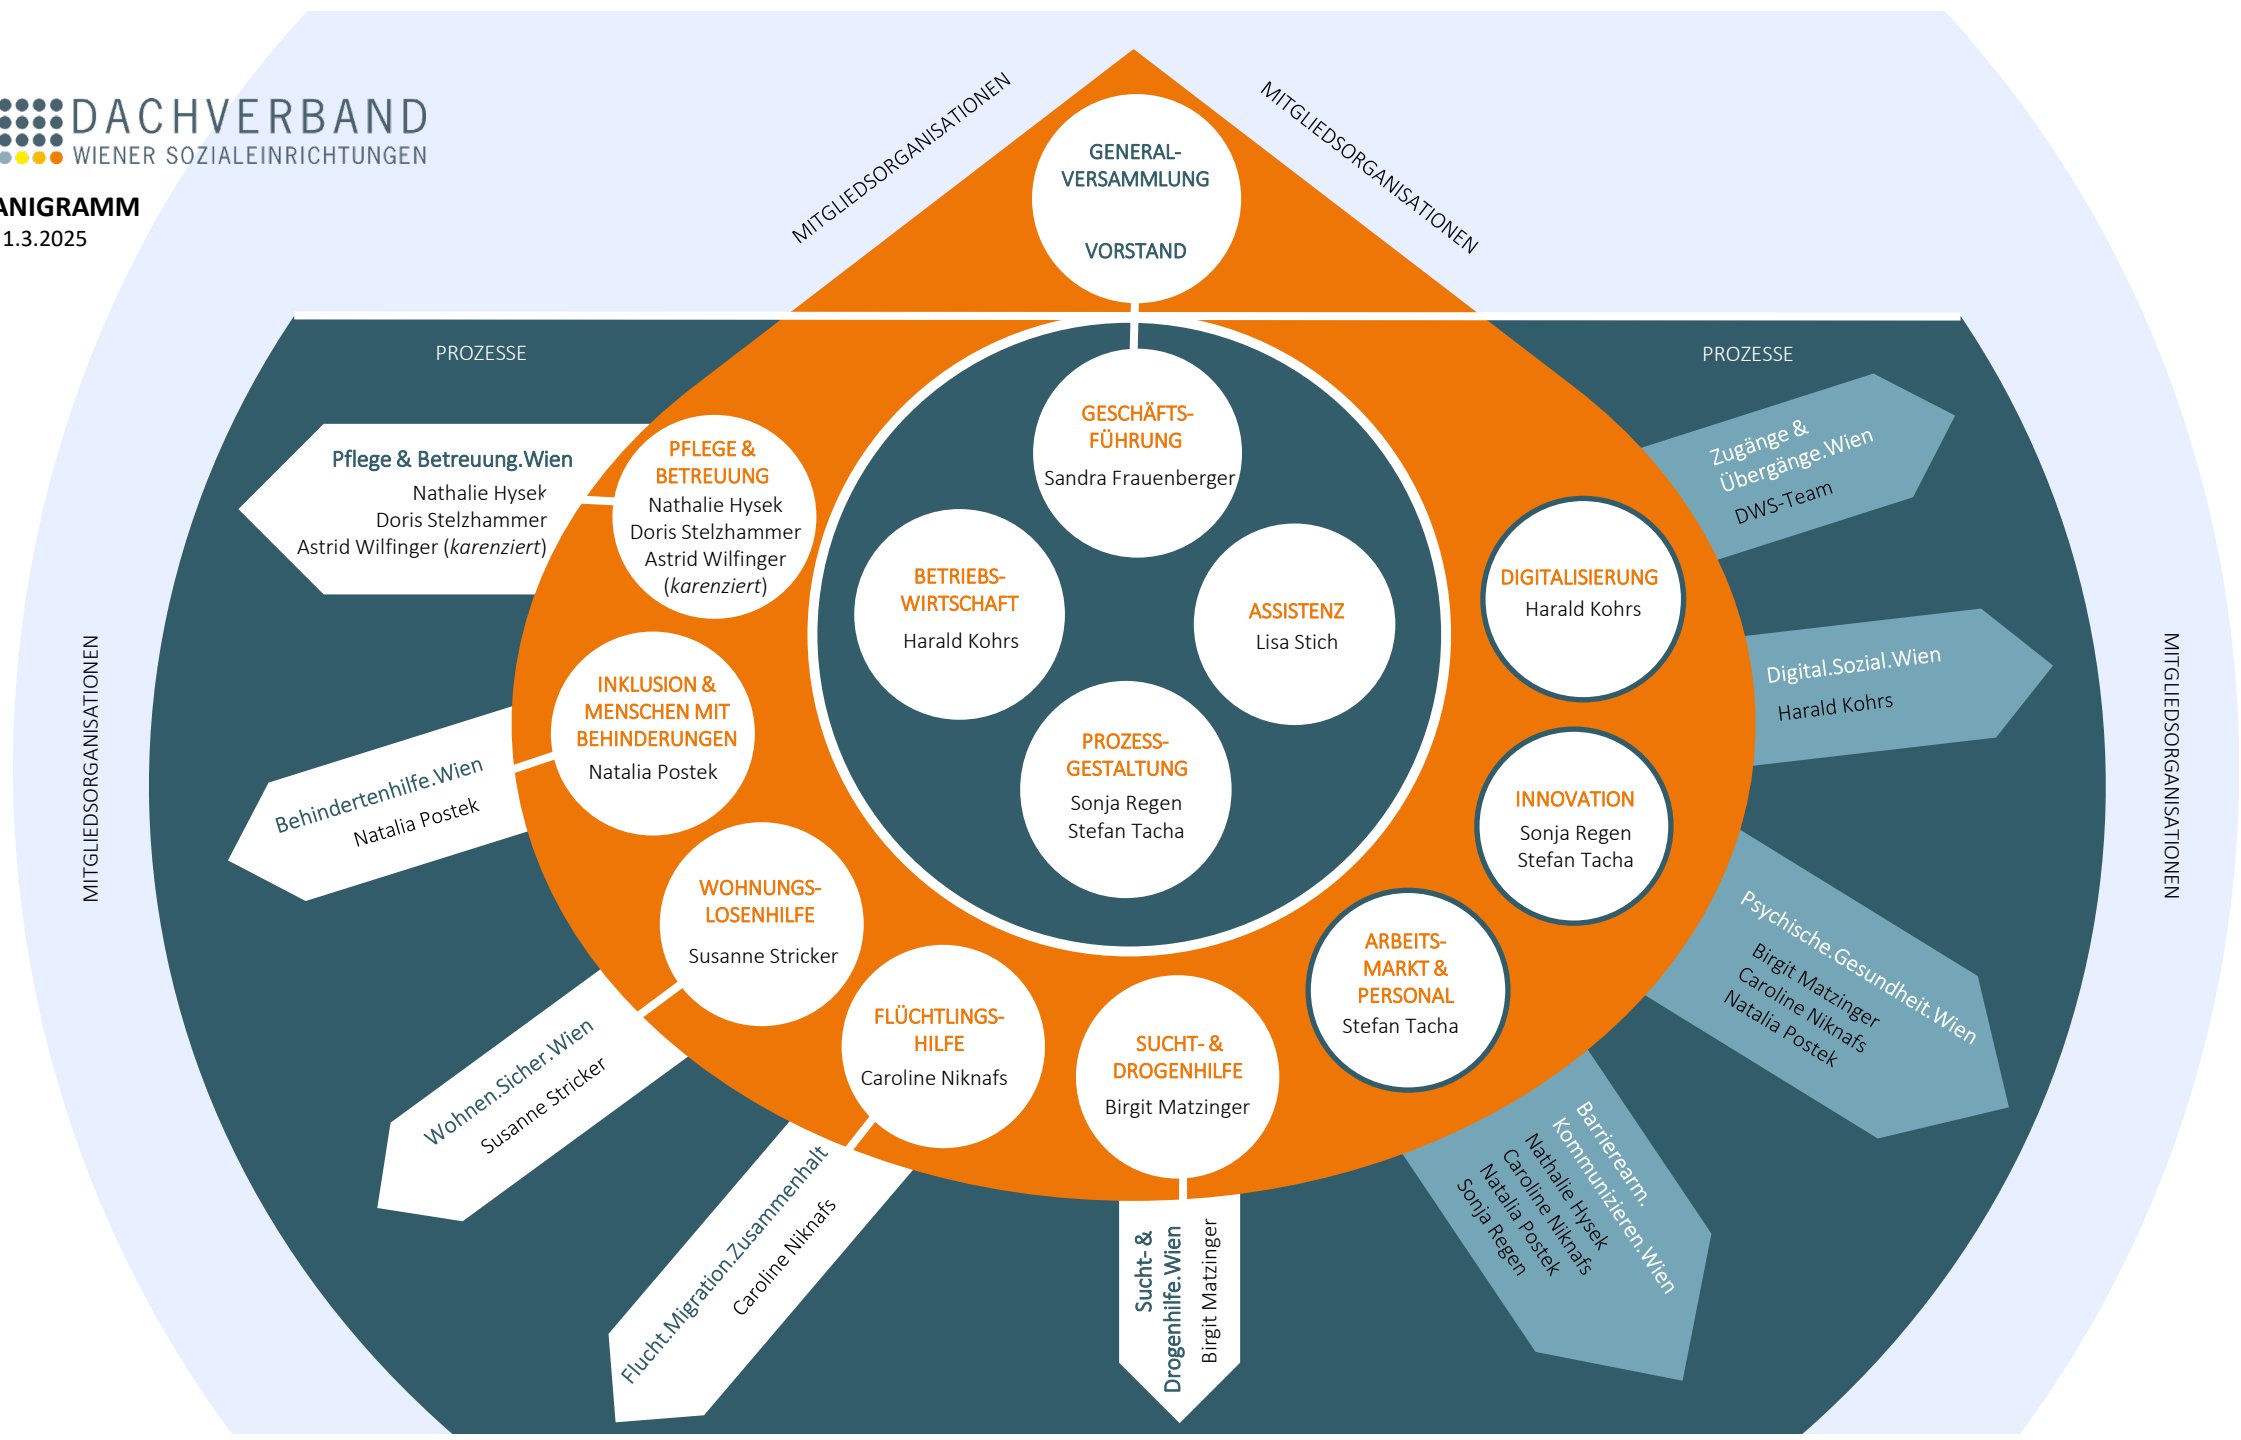 DACHVERBAND
WIENER SOZIALEINRICHTUNGEN
ANIGRAMM
1.3.2025
MITGLIEDSORGANISATIONEN
MITGLIEDSORGANISATIONEN
GENERAL-
VERSAMMLUNG
VORSTAND
PROZESSE
PROZESSE
GESCHÄFTS-
FÜHRUNG
Sandra Frauenberger
BETRIEBS-
WIRTSCHAFT
Harald Kohrs
ASSISTENZ
Lisa Stich
PROZESS-
GESTALTUNG
Sonja Regen
Stefan Tacha
Pflege & Betreuung.Wien
Nathalie Hysek
Doris Stelzhammer
Astrid Wilfinger (karenziert)
PFLEGE &
BETREUUNG
Nathalie Hysek
Doris Stelzhammer
Astrid Wilfinger
(karenziert)
INKLUSION &
MENSCHEN MIT
BEHINDERUNGEN
Natalia Postek
Behindertenhilfe.Wien
Natalia Postek
WOHNUNGS-
LOSENHILFE
Susanne Stricker
Wohnen.Sicher.Wien
Susanne Stricker
FLÜCHTLINGS-
HILFE
Caroline Niknafs
Flucht.Migration.Zusammenhalt
Caroline Niknafs
SUCHT- &
DROGENHILFE
Birgit Matzinger
Sucht- &
Drogenhilfe.Wien
Birgit Matzinger
ARBEITS-
MARKT &
PERSONAL
Stefan Tacha
INNOVATION
Sonja Regen
Stefan Tacha
DIGITALISIERUNG
Harald Kohrs
Zugänge &
Übergänge.Wien
DWS-Team
Digital.Sozial.Wien
Harald Kohrs
Psychische.Gesundheit.Wien
Birgit Matzinger
Caroline Niknafs
Natalia Postek
Barrierearm.
Kommunizieren.Wien
Nathalie Hysek
Caroline Niknafs
Natalia Postek
Sonja Regen
MITGLIEDSORGANISATIONEN
MITGLIEDSORGANISATIONEN